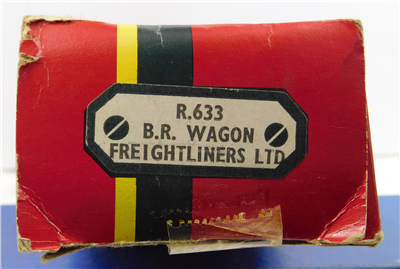 R.633
B.R. WAGON
FREIGHTLINERS LTD